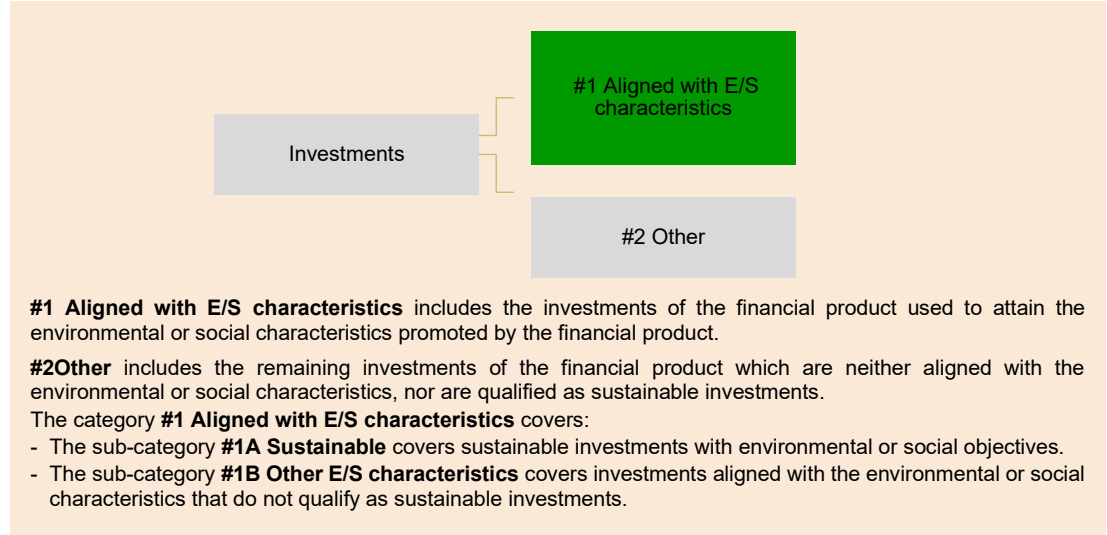 #1 Aligned with E/S
characteristics
Investments
#2 Other
#1 Aligned with E/S characteristics includes the investments of the financial product used to attain the
environmental or social characteristics promoted by the financial product.
#2Other includes the remaining investments of the financial product which are neither aligned with the
environmental or social characteristics, nor are qualified as sustainable investments.
The category #1 Aligned with E/S characteristics covers:
- The sub-category #1A Sustainable covers sustainable investments with environmental or social objectives.
- The sub-category #1B Other E/S characteristics covers investments aligned with the environmental or social
characteristics that do not qualify as sustainable investments.